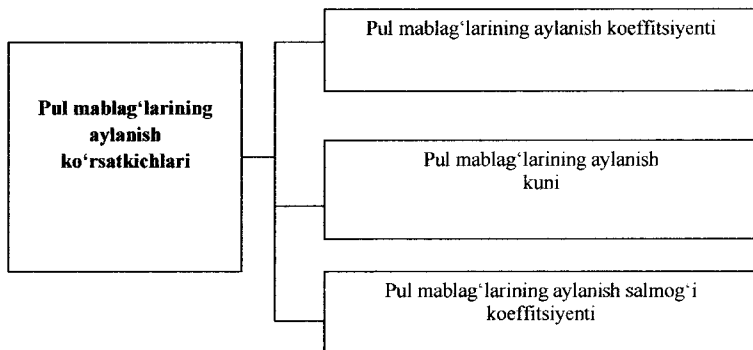 Pul mablag‘larining
aylanish
ko‘rsatkichlari
Pul mablag‘larining aylanish koeffitsiyenti
Pul mablag‘larining aylanish
kuni
Pul mablag‘larining aylanish salmog‘i
koeffitsiyenti